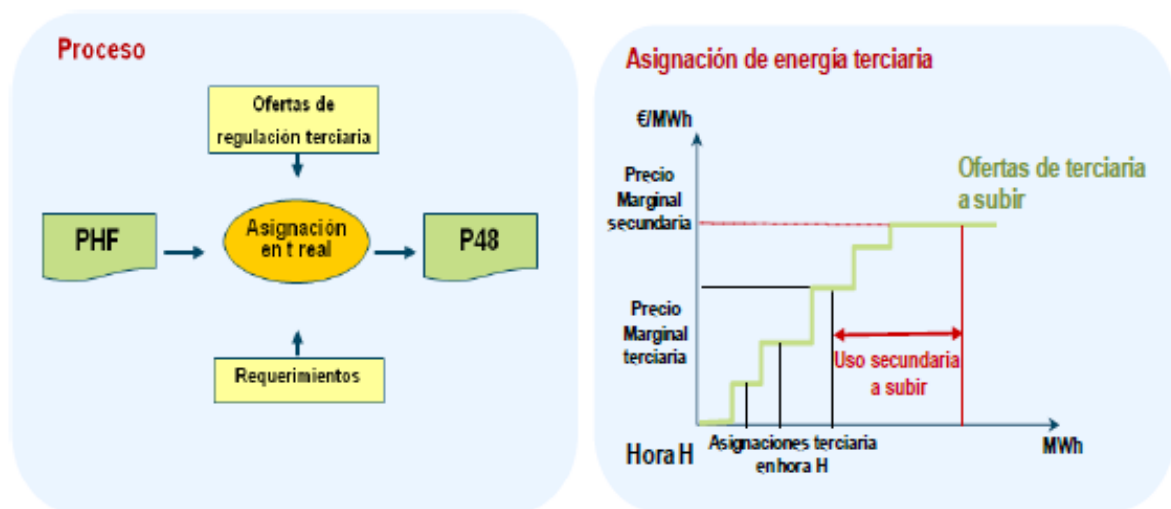 Proceso
Ofertas de
regulación terciaria
PHF
Asignación
en t real
P48
Requerimientos
Asignación de energía terciaria
€/MWh
Precio
Marginal
secundaria
Ofertas de terciaria
a subir
Precio
Marginal
terciaria
Uso secundaria
a subir
Hora H
Asignaciones terciaria
en hora H
MWh